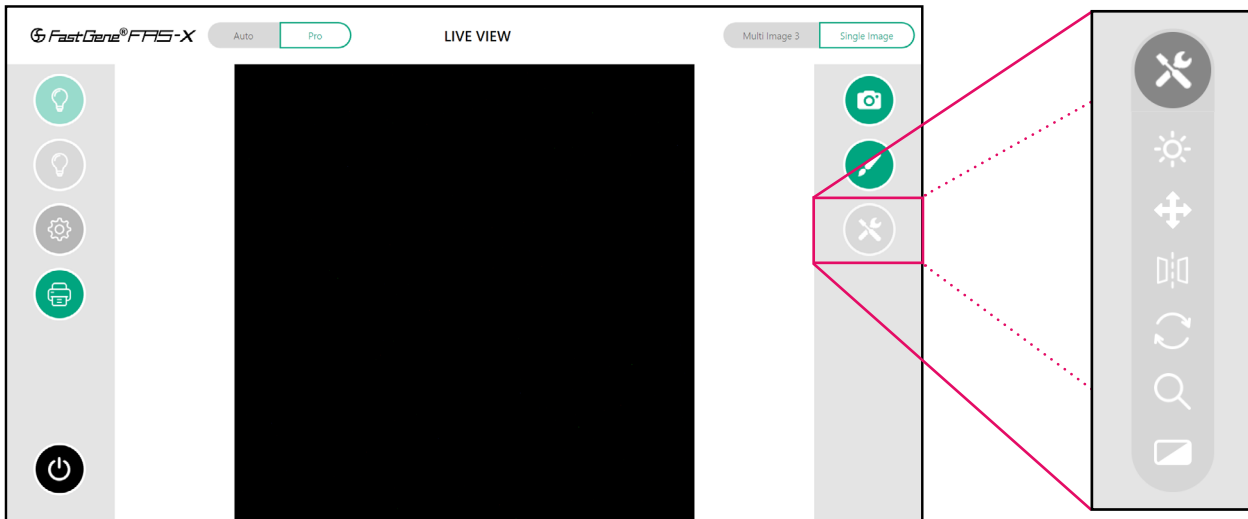 FastGene® FAS-X
Auto
Pro
LIVE VIEW
Multi Image 3
Single Image